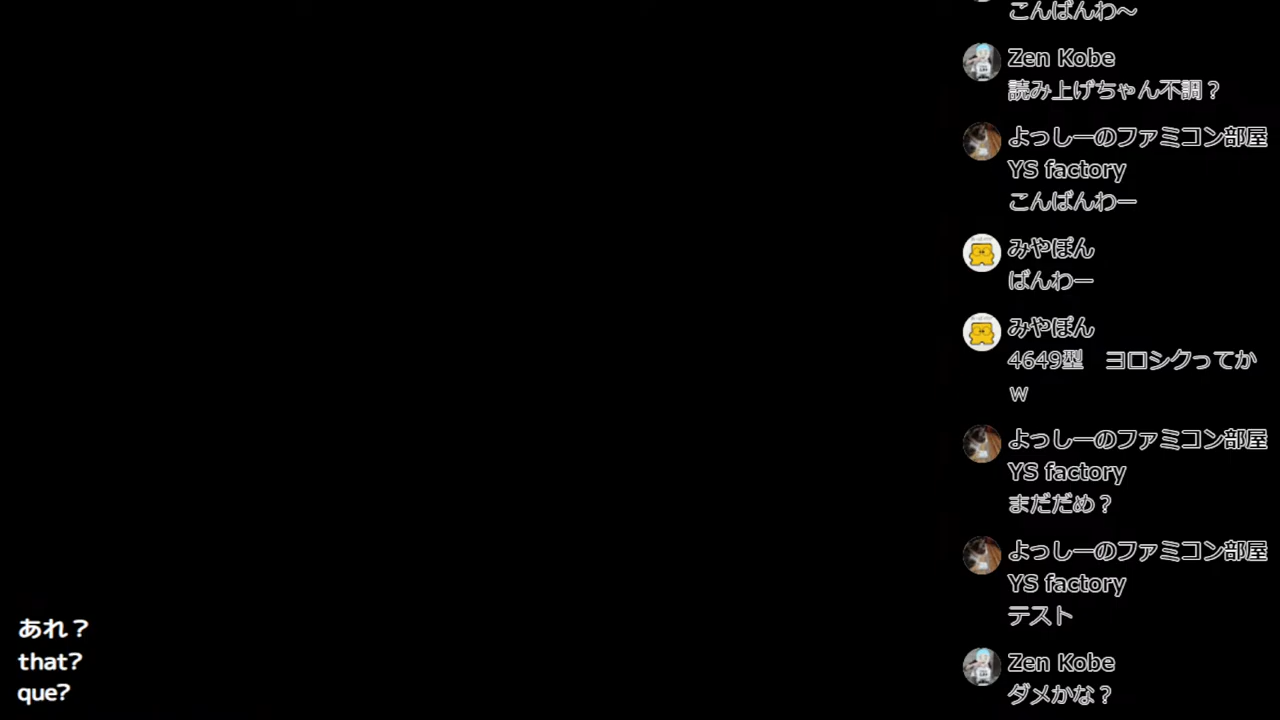 こんばんわ～
Zen Kobe
読み上げちゃん不調？
よっしーのファミコン部屋
YS factory
こんばんわー
みやぽん
ばんわー
みやぽん
4649型　ヨロシクってか
w
よっしーのファミコン部屋
YS factory
まだだめ？
よっしーのファミコン部屋
YS factory
テスト
Zen Kobe
ダメかな？
あれ？
that?
que?